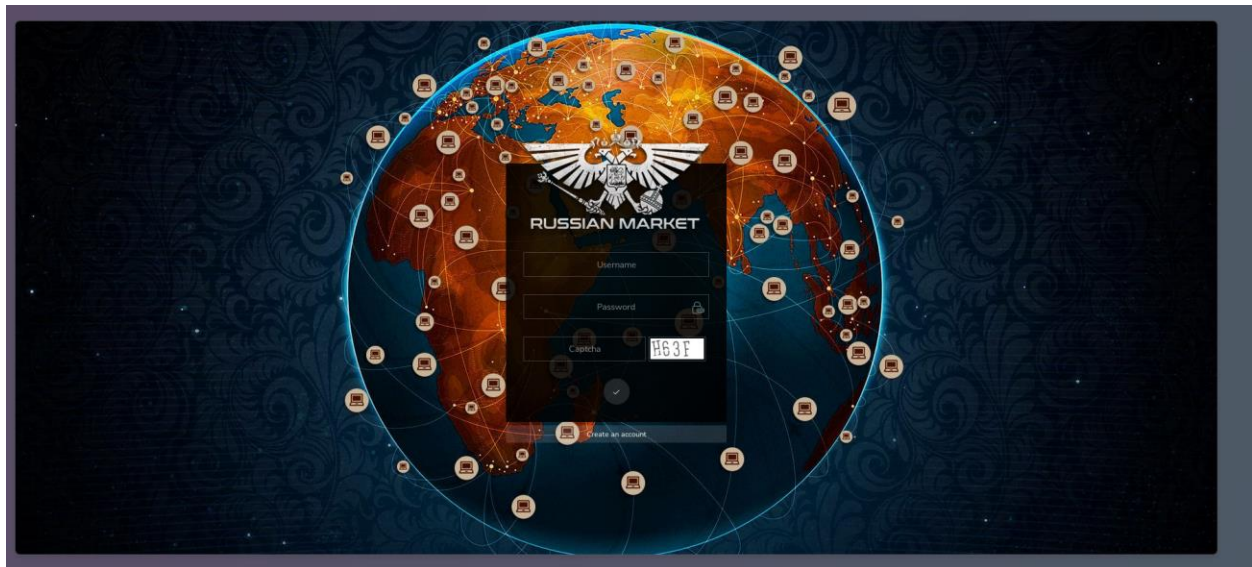 RUSSIAN MARKET
Username
Password
Captcha
H63F
Create an account